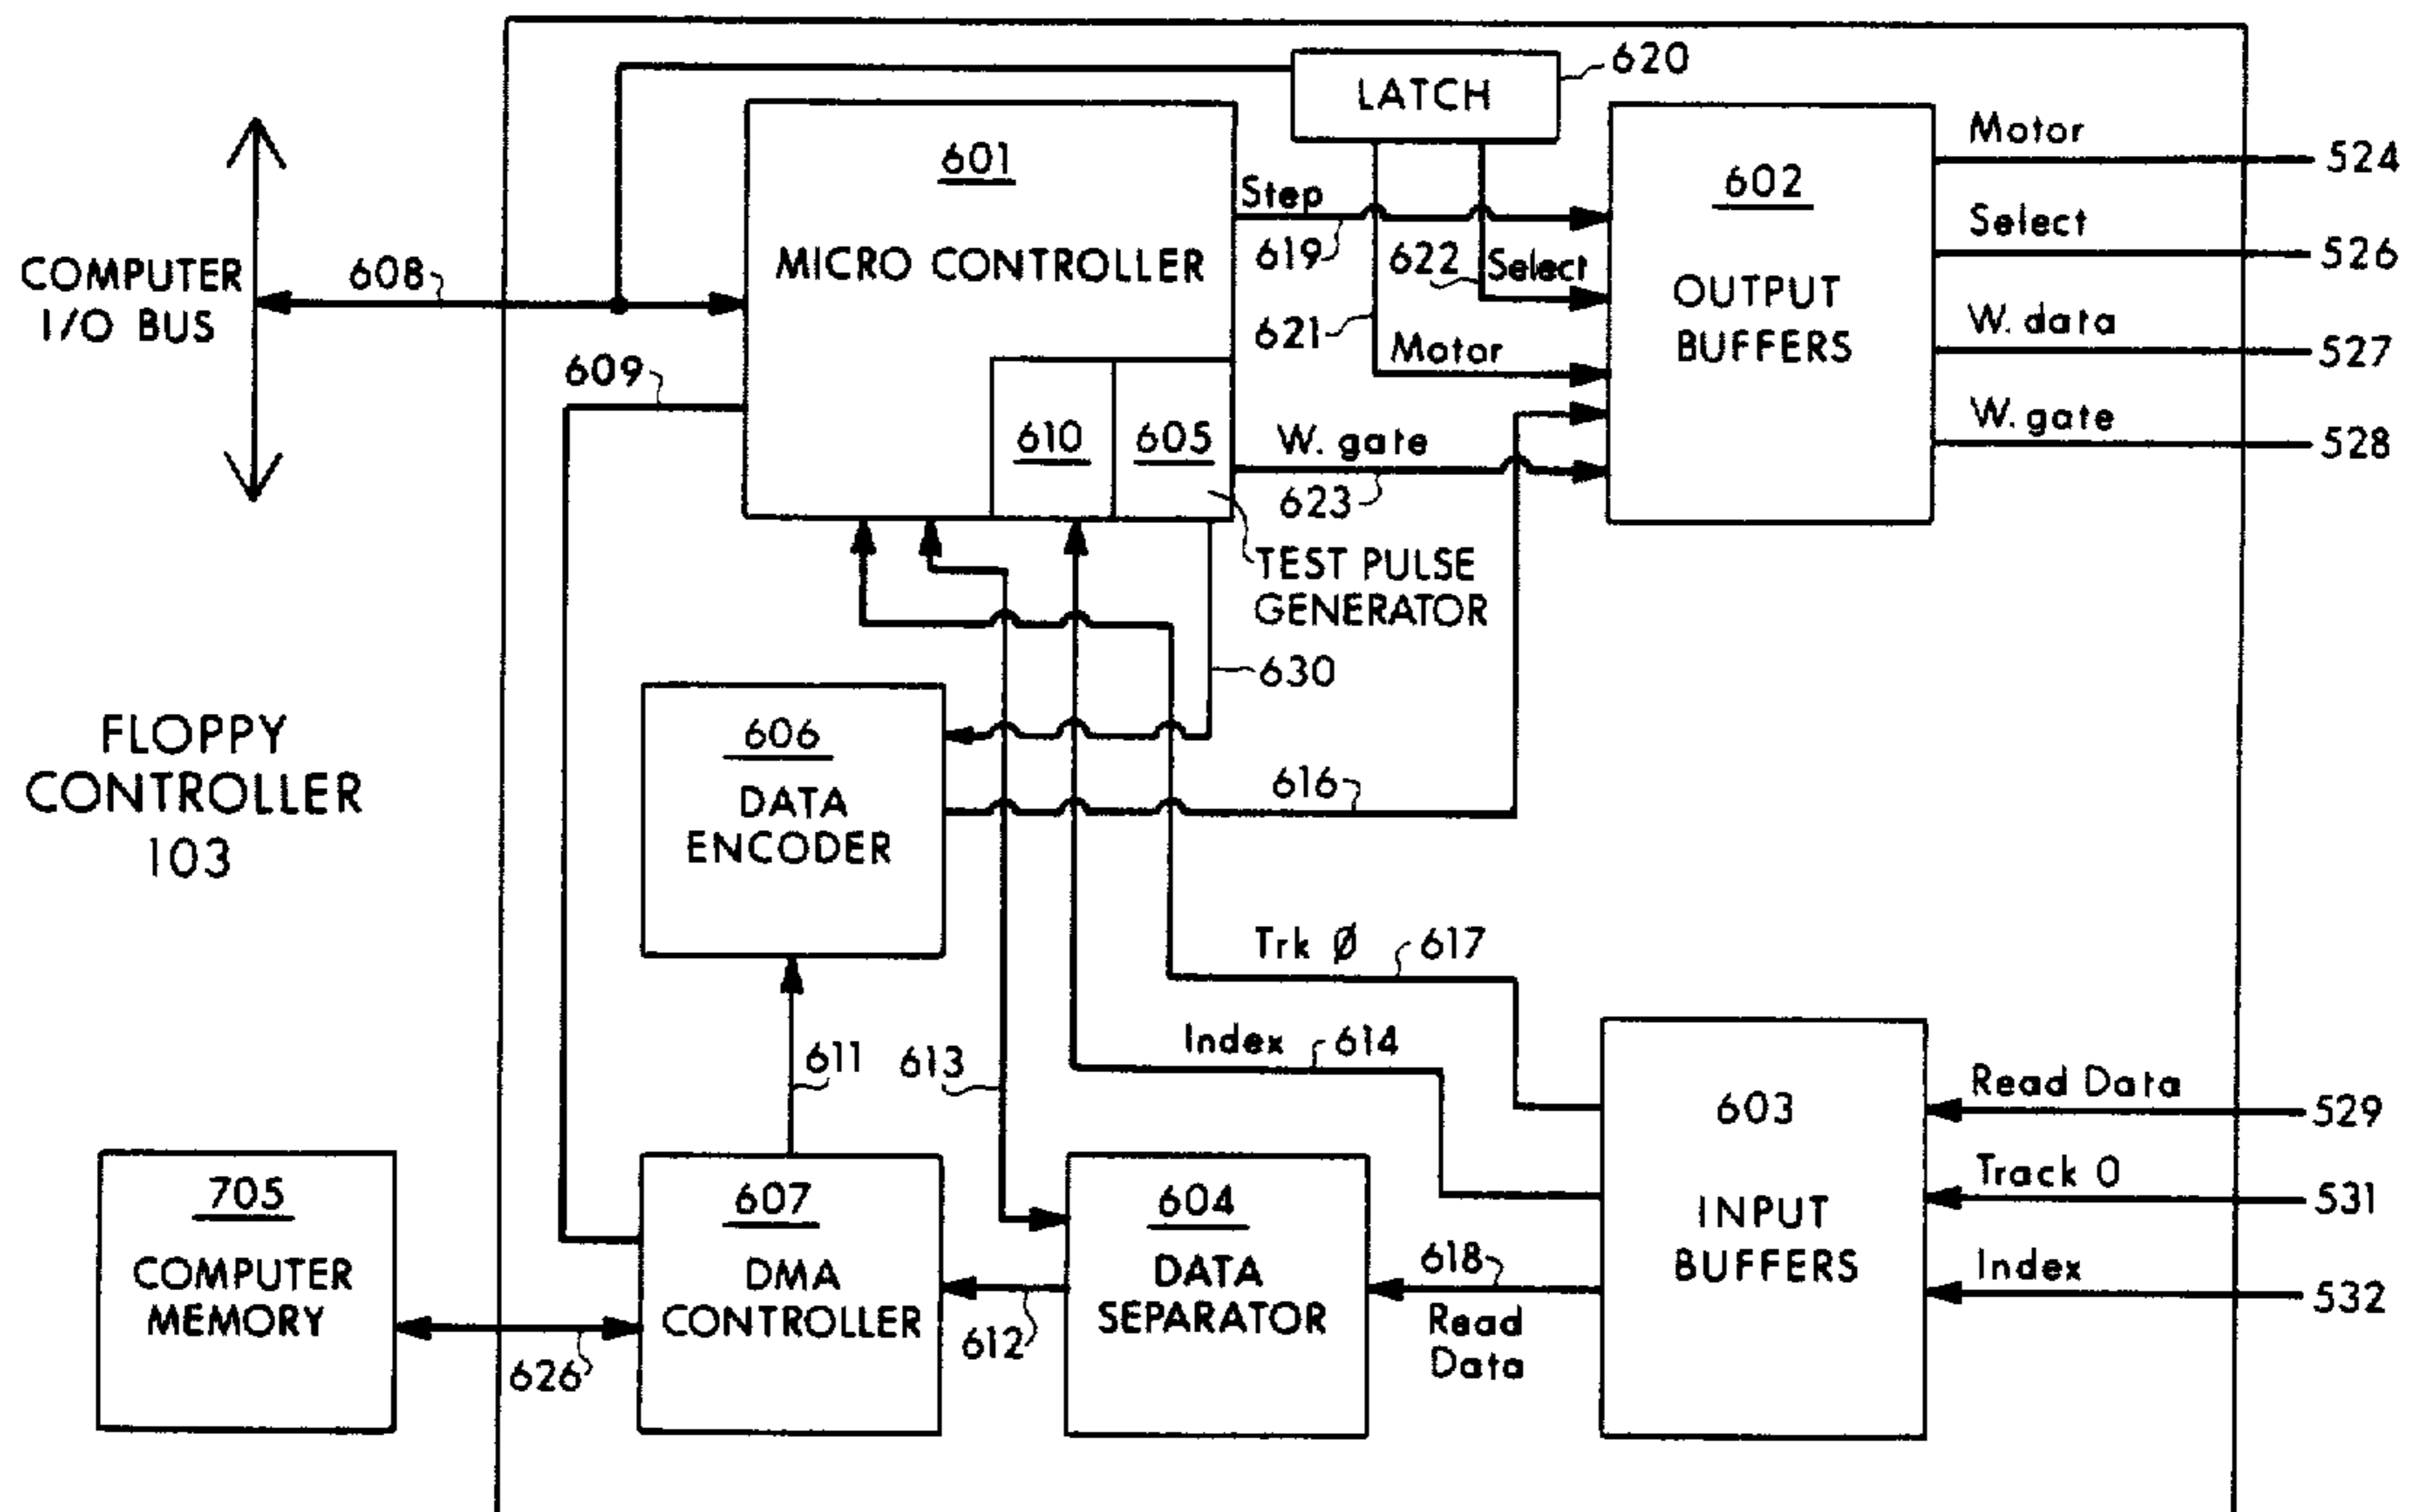 LATCH
620
601
MICRO CONTROLLER
610
605
Step
619
622
Select
621
Motor
W. gate
623
602
OUTPUT
BUFFERS
Motor
524
Select
526
W. data
527
W. gate
528
COMPUTER
I/O BUS
608
609
TEST PULSE
GENERATOR
630
FLOPPY
CONTROLLER
103
606
DATA
ENCODER
616
Trk Ø
617
Index
614
611
613
603
INPUT
BUFFERS
Read Data
529
Track 0
531
Index
532
705
COMPUTER
MEMORY
626
607
DMA
CONTROLLER
612
604
DATA
SEPARATOR
618
Read
Data